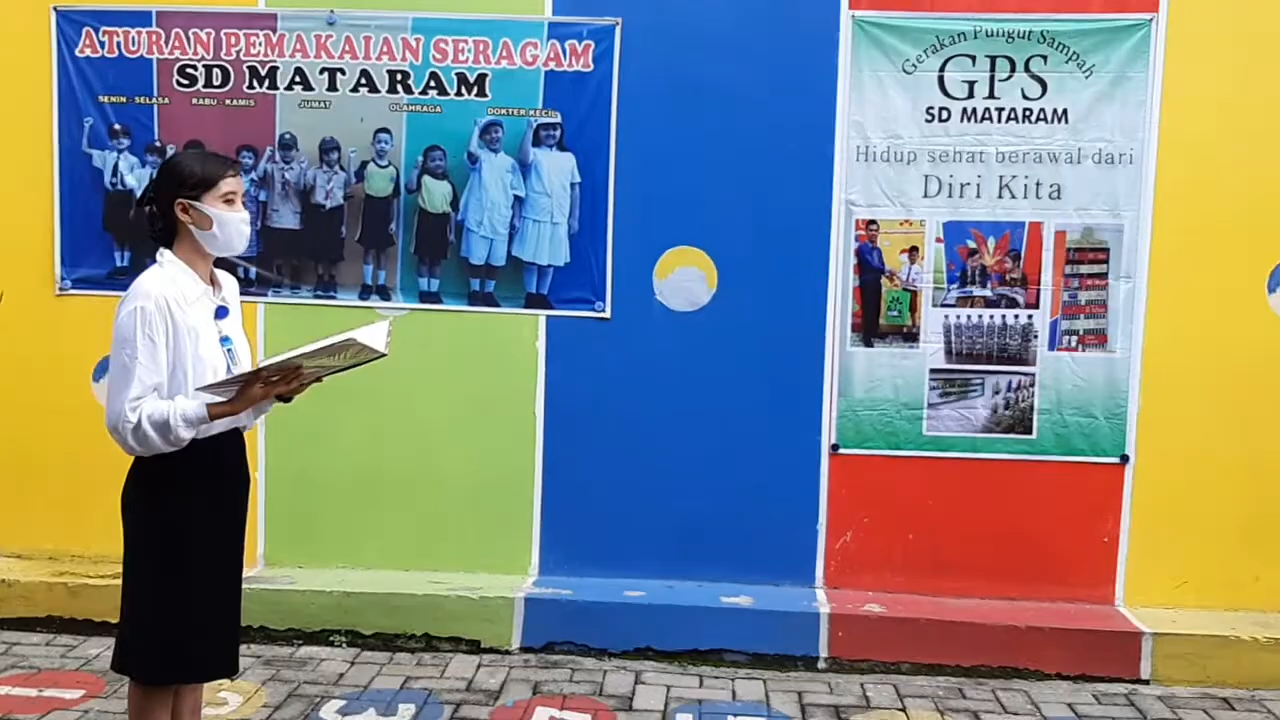 ATURAN PEMAKAIAN SERAGAM
SD MATARAM
SENIN - SELASA RABU - KAMIS JUMAT OLAHRAGA DOKTER KECIL
Gerakan Pungut Sampah
GPS
SD MATARAM
Hidup sehat berawal dari
Diri Kita